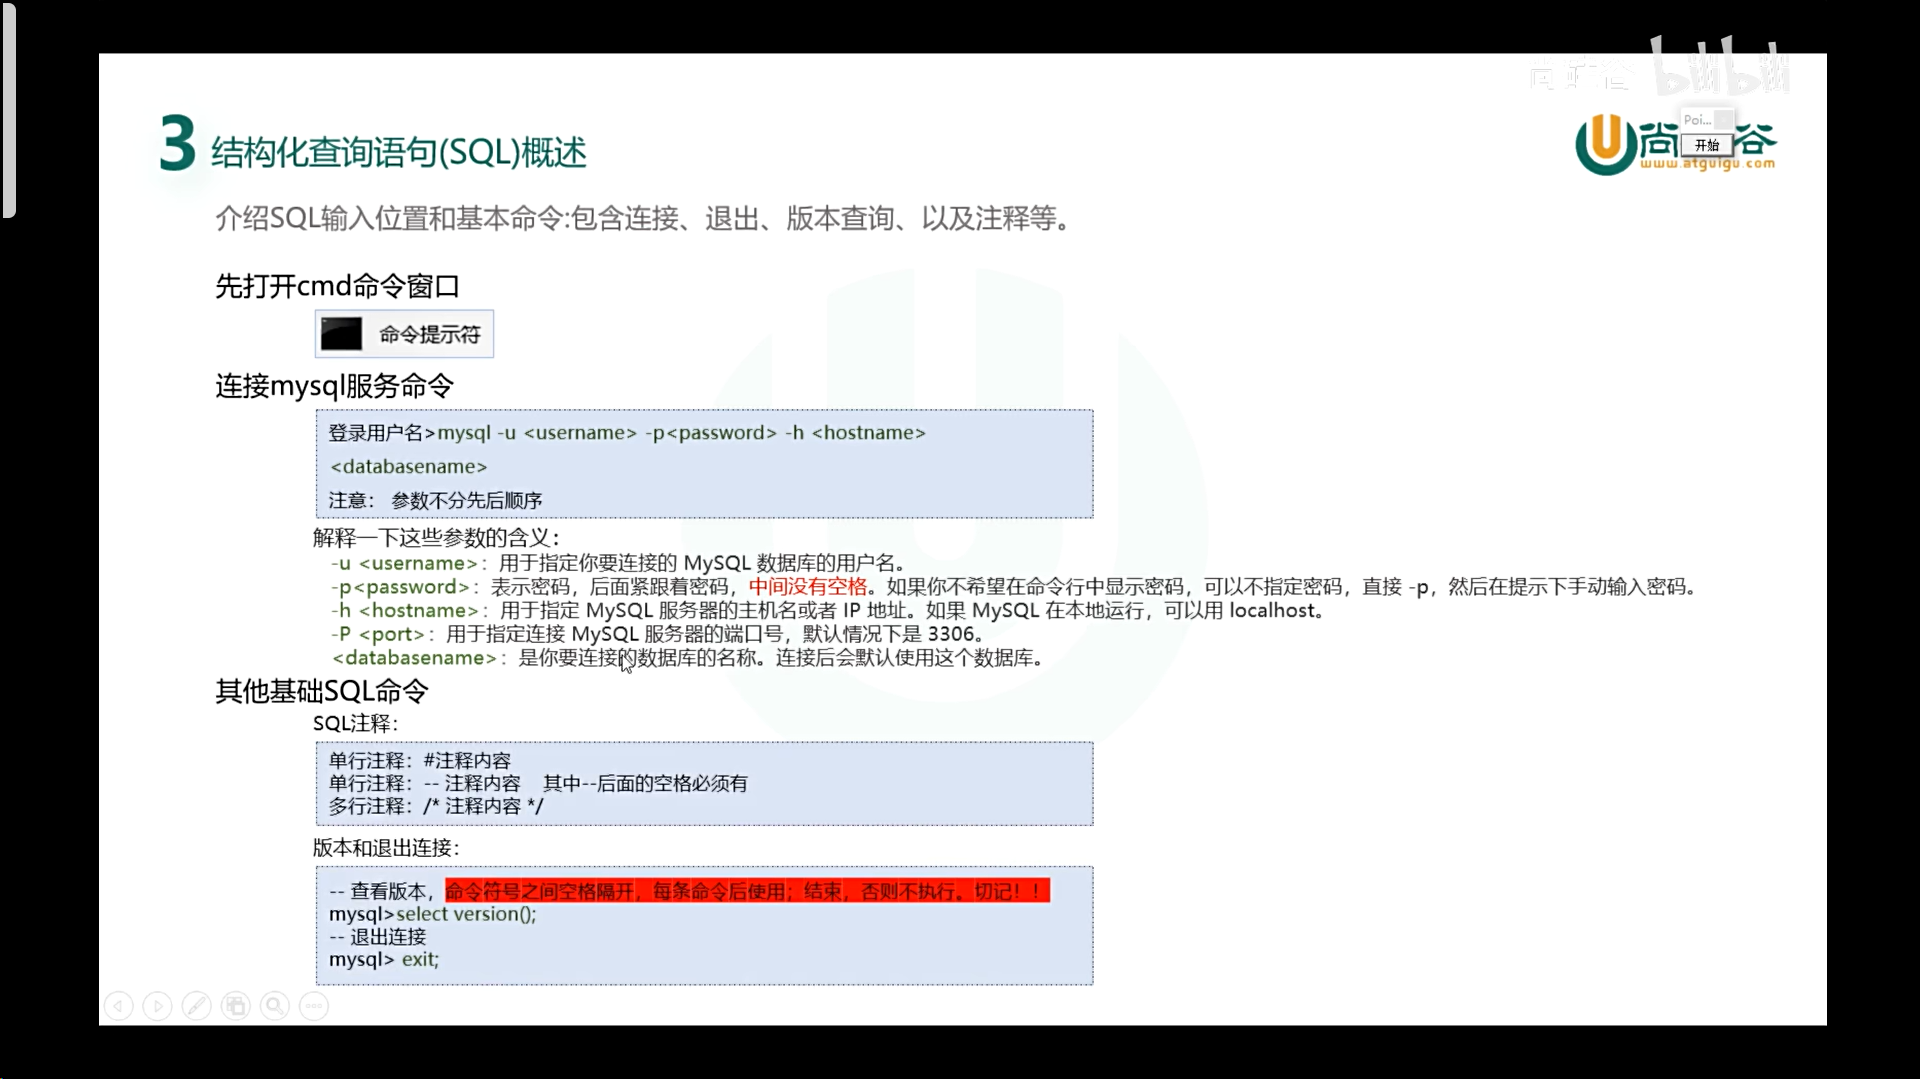 尚硅谷 bilibili
3 结构化查询语句(SQL)概述
Poi...
开始
尚 谷
www.atguigu.com
介绍SQL输入位置和基本命令:包含连接、退出、版本查询、以及注释等。
先打开cmd命令窗口
命令提示符
连接mysql服务命令
登录用户名>mysql -u <username> -p<password> -h <hostname>
<databasename>
注意： 参数不分先后顺序
解释一下这些参数的含义：
-u <username>：用于指定你要连接的 MySQL 数据库的用户名。
-p<password>：表示密码，后面紧跟着密码，中间没有空格。如果你不希望在命令行中显示密码，可以不指定密码，直接 -p，然后在提示下手动输入密码。
-h <hostname>：用于指定 MySQL 服务器的主机名或者 IP 地址。如果 MySQL 在本地运行，可以用 localhost。
-P <port>：用于指定连接 MySQL 服务器的端口号，默认情况下是 3306。
<databasename>：是你要连接的数据库的名称。连接后会默认使用这个数据库。
其他基础SQL命令
SQL注释：
单行注释：#注释内容
单行注释：-- 注释内容 其中--后面的空格必须有
多行注释：/* 注释内容 */
版本和退出连接：
-- 查看版本，命令符号之间空格隔开，每条命令后使用；结束，否则不执行。切记！！
mysql>select version();
-- 退出连接
mysql> exit;